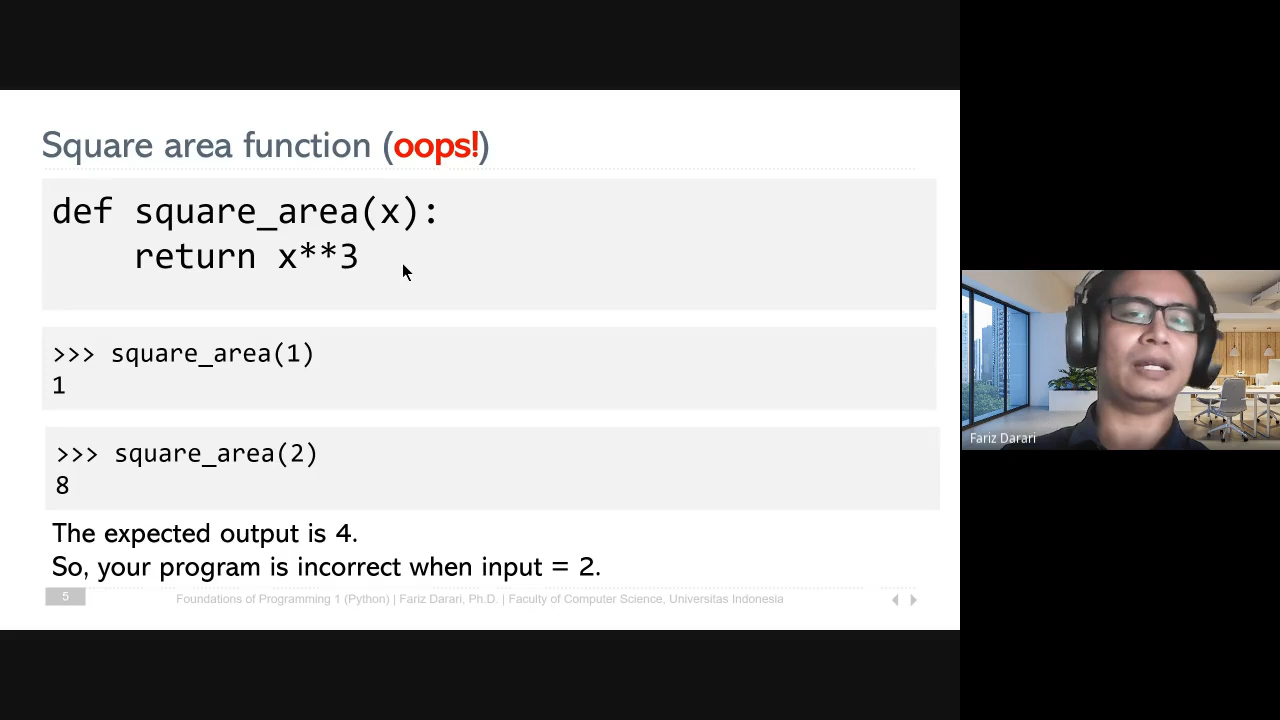 Square area function (oops!)
def square_area(x):
    return x**3
>>> square_area(1)
1
>>> square_area(2)
8
The expected output is 4.
So, your program is incorrect when input = 2.
5
Foundations of Programming 1 (Python) | Fariz Darari, Ph.D. | Faculty of Computer Science, Universitas Indonesia
Fariz Darari